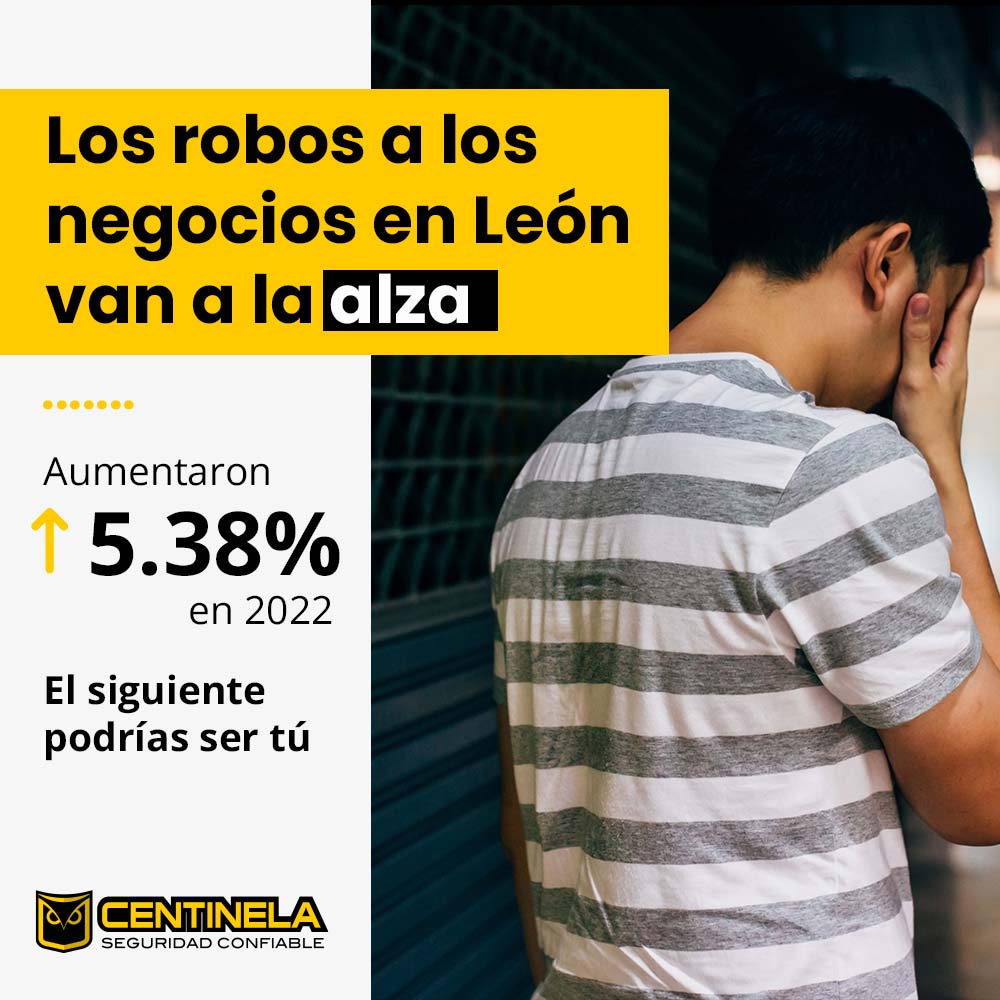 Los robos a los
negocios en León
van a la alza
Aumentaron
5.38%
en 2022
El siguiente
podrías ser tú
CENTINELA
SEGURIDAD CONFIABLE